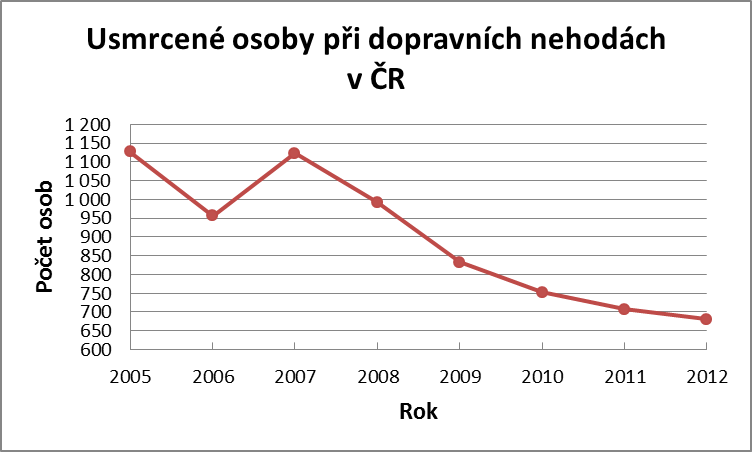 Usmrcené osoby při dopravních nehodách
v ČR
Počet osob
1 200
1 150
1 100
1 050
1 000
950
900
850
800
750
700
650
600
2005 2006 2007 2008 2009 2010 2011 2012
Rok